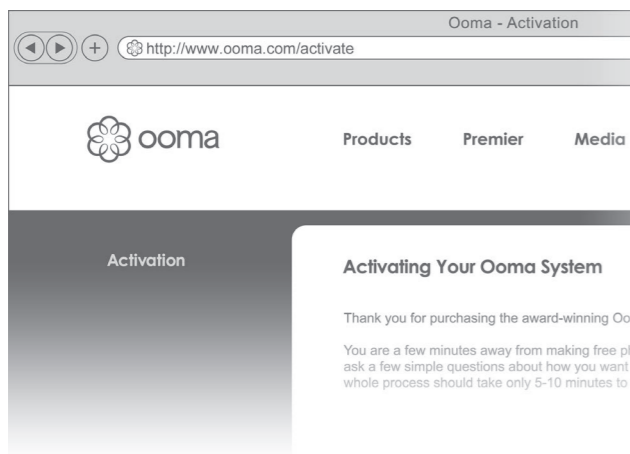 Ooma - Activation
http://www.ooma.com/activate
ooma
Products Premier Media
Activation
Activating Your Ooma System
Thank you for purchasing the award-winning Oo
You are a few minutes away from making free pl
ask a few simple questions about how you want
whole process should take only 5-10 minutes to